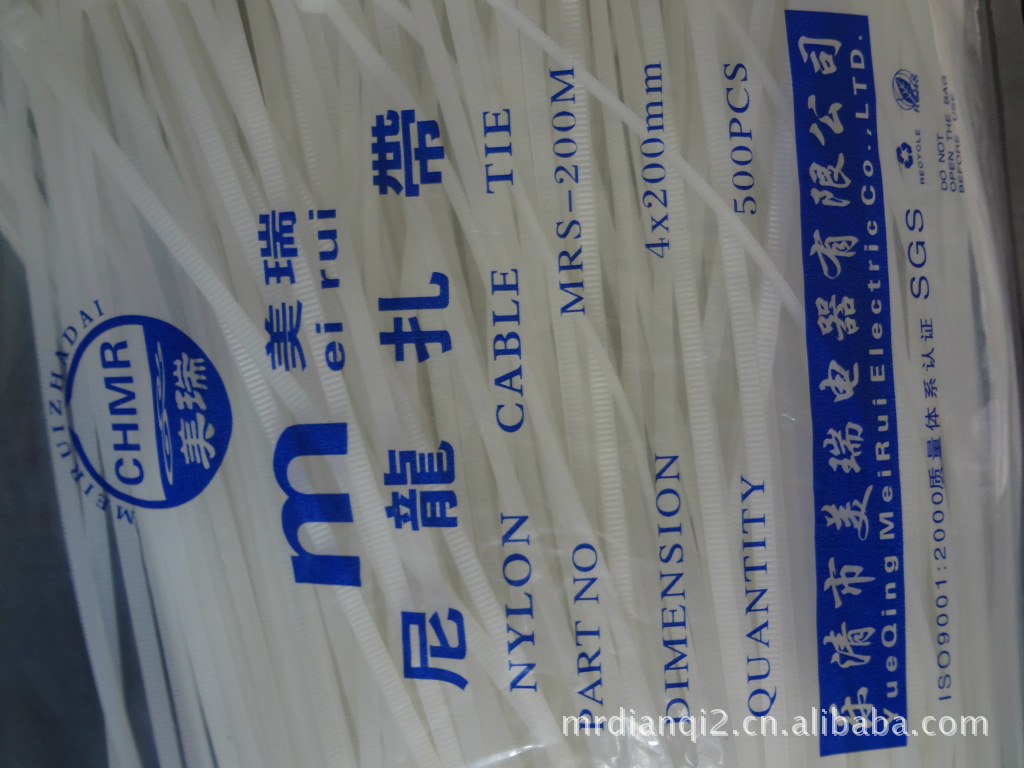 MEIRUIZHADAI
CHMR
美瑞
美瑞
mei rui
尼龍扎帶
NYLON CABLE TIE
PART NO MRS-200M
DIMENSION 4x200mm
QUANTITY 500PCS
乐清市美瑞电器有限公司
YueQing MeiRui Electric Co.,LTD.
ISO9001:2000质量体系认证 SGS
RECYCLE
DO NOT
OPEN THE BAG
BEFORE USE
mrdianqi2.cn.alibaba.com